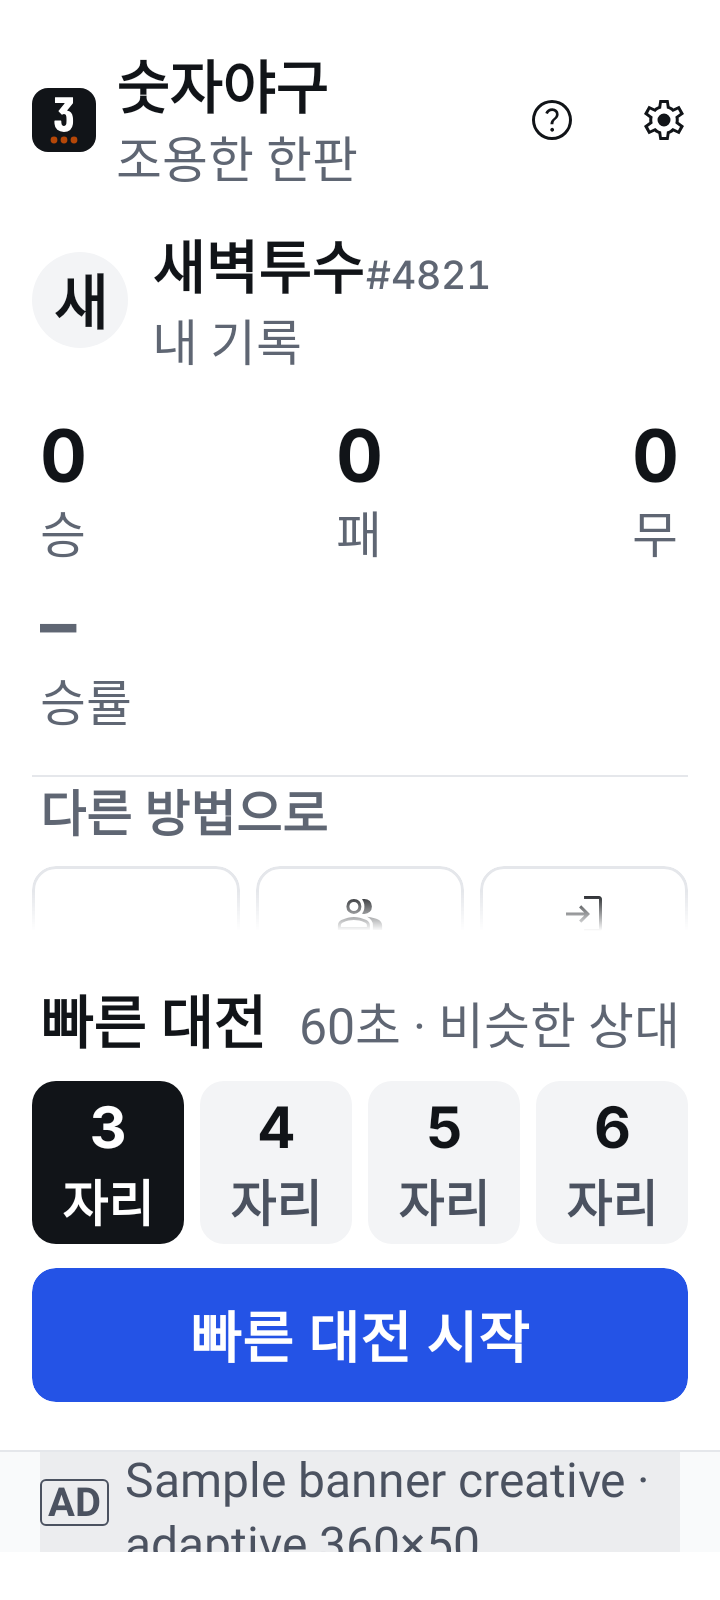 3
숫자야구
조용한 한판
새
새벽투수#4821
내 기록
0 0 0
승 패 무
–
승률
다른 방법으로
빠른 대전 60초 · 비슷한 상대
3 4 5 6
자리 자리 자리 자리
빠른 대전 시작
AD Sample banner creative ·
adaptive 360×50